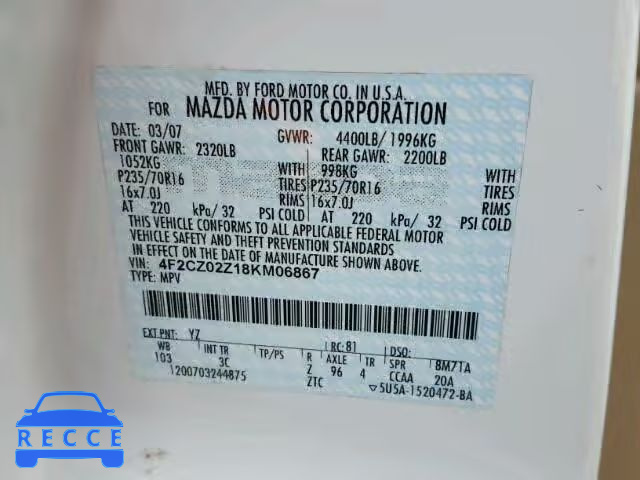 MFD. BY FORD MOTOR CO. IN U.S.A.
FOR MAZDA MOTOR CORPORATION
DATE: 03/07 GVWR: 4400LB/1996KG
FRONT GAWR: 2320LB REAR GAWR: 2200LB
1052KG WITH 998KG WITH
P235/70R16 TIRES P235/70R16 TIRES
16x7.0J RIMS 16x7.0J RIMS
AT 220 kPa/ 32 PSI COLD AT 220 kPa/ 32 PSI COLD
THIS VEHICLE CONFORMS TO ALL APPLICABLE FEDERAL MOTOR
VEHICLE SAFETY AND THEFT PREVENTION STANDARDS
IN EFFECT ON THE DATE OF MANUFACTURE SHOWN ABOVE.
VIN: 4F2CZ02Z18KM06867
TYPE: MPV
EXT PNT: YZ RC: 81 DSO:
WB INT TR TP/PS R AXLE TR SPR 8M71A
103 3C Z 96 4 CCAA 20A
1200703244875 ZTC 5U5A-1520472-BA
RECCE